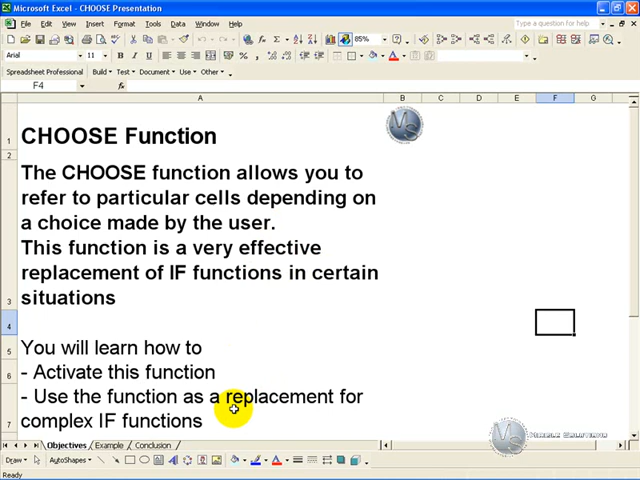 Microsoft Excel - CHOOSE Presentation
File Edit View Insert Format Tools Data Window Help
Type a question for help
85%
Arial 11
Spreadsheet Professional Build Test Document Use Other
F4 fx
A B C D E F G
1 CHOOSE Function
2
The CHOOSE function allows you to
refer to particular cells depending on
a choice made by the user.
This function is a very effective
replacement of IF functions in certain
3 situations
4
5 You will learn how to
6 - Activate this function
- Use the function as a replacement for
7 complex IF functions
MS
Objectives Example Conclusion
Draw AutoShapes
Ready